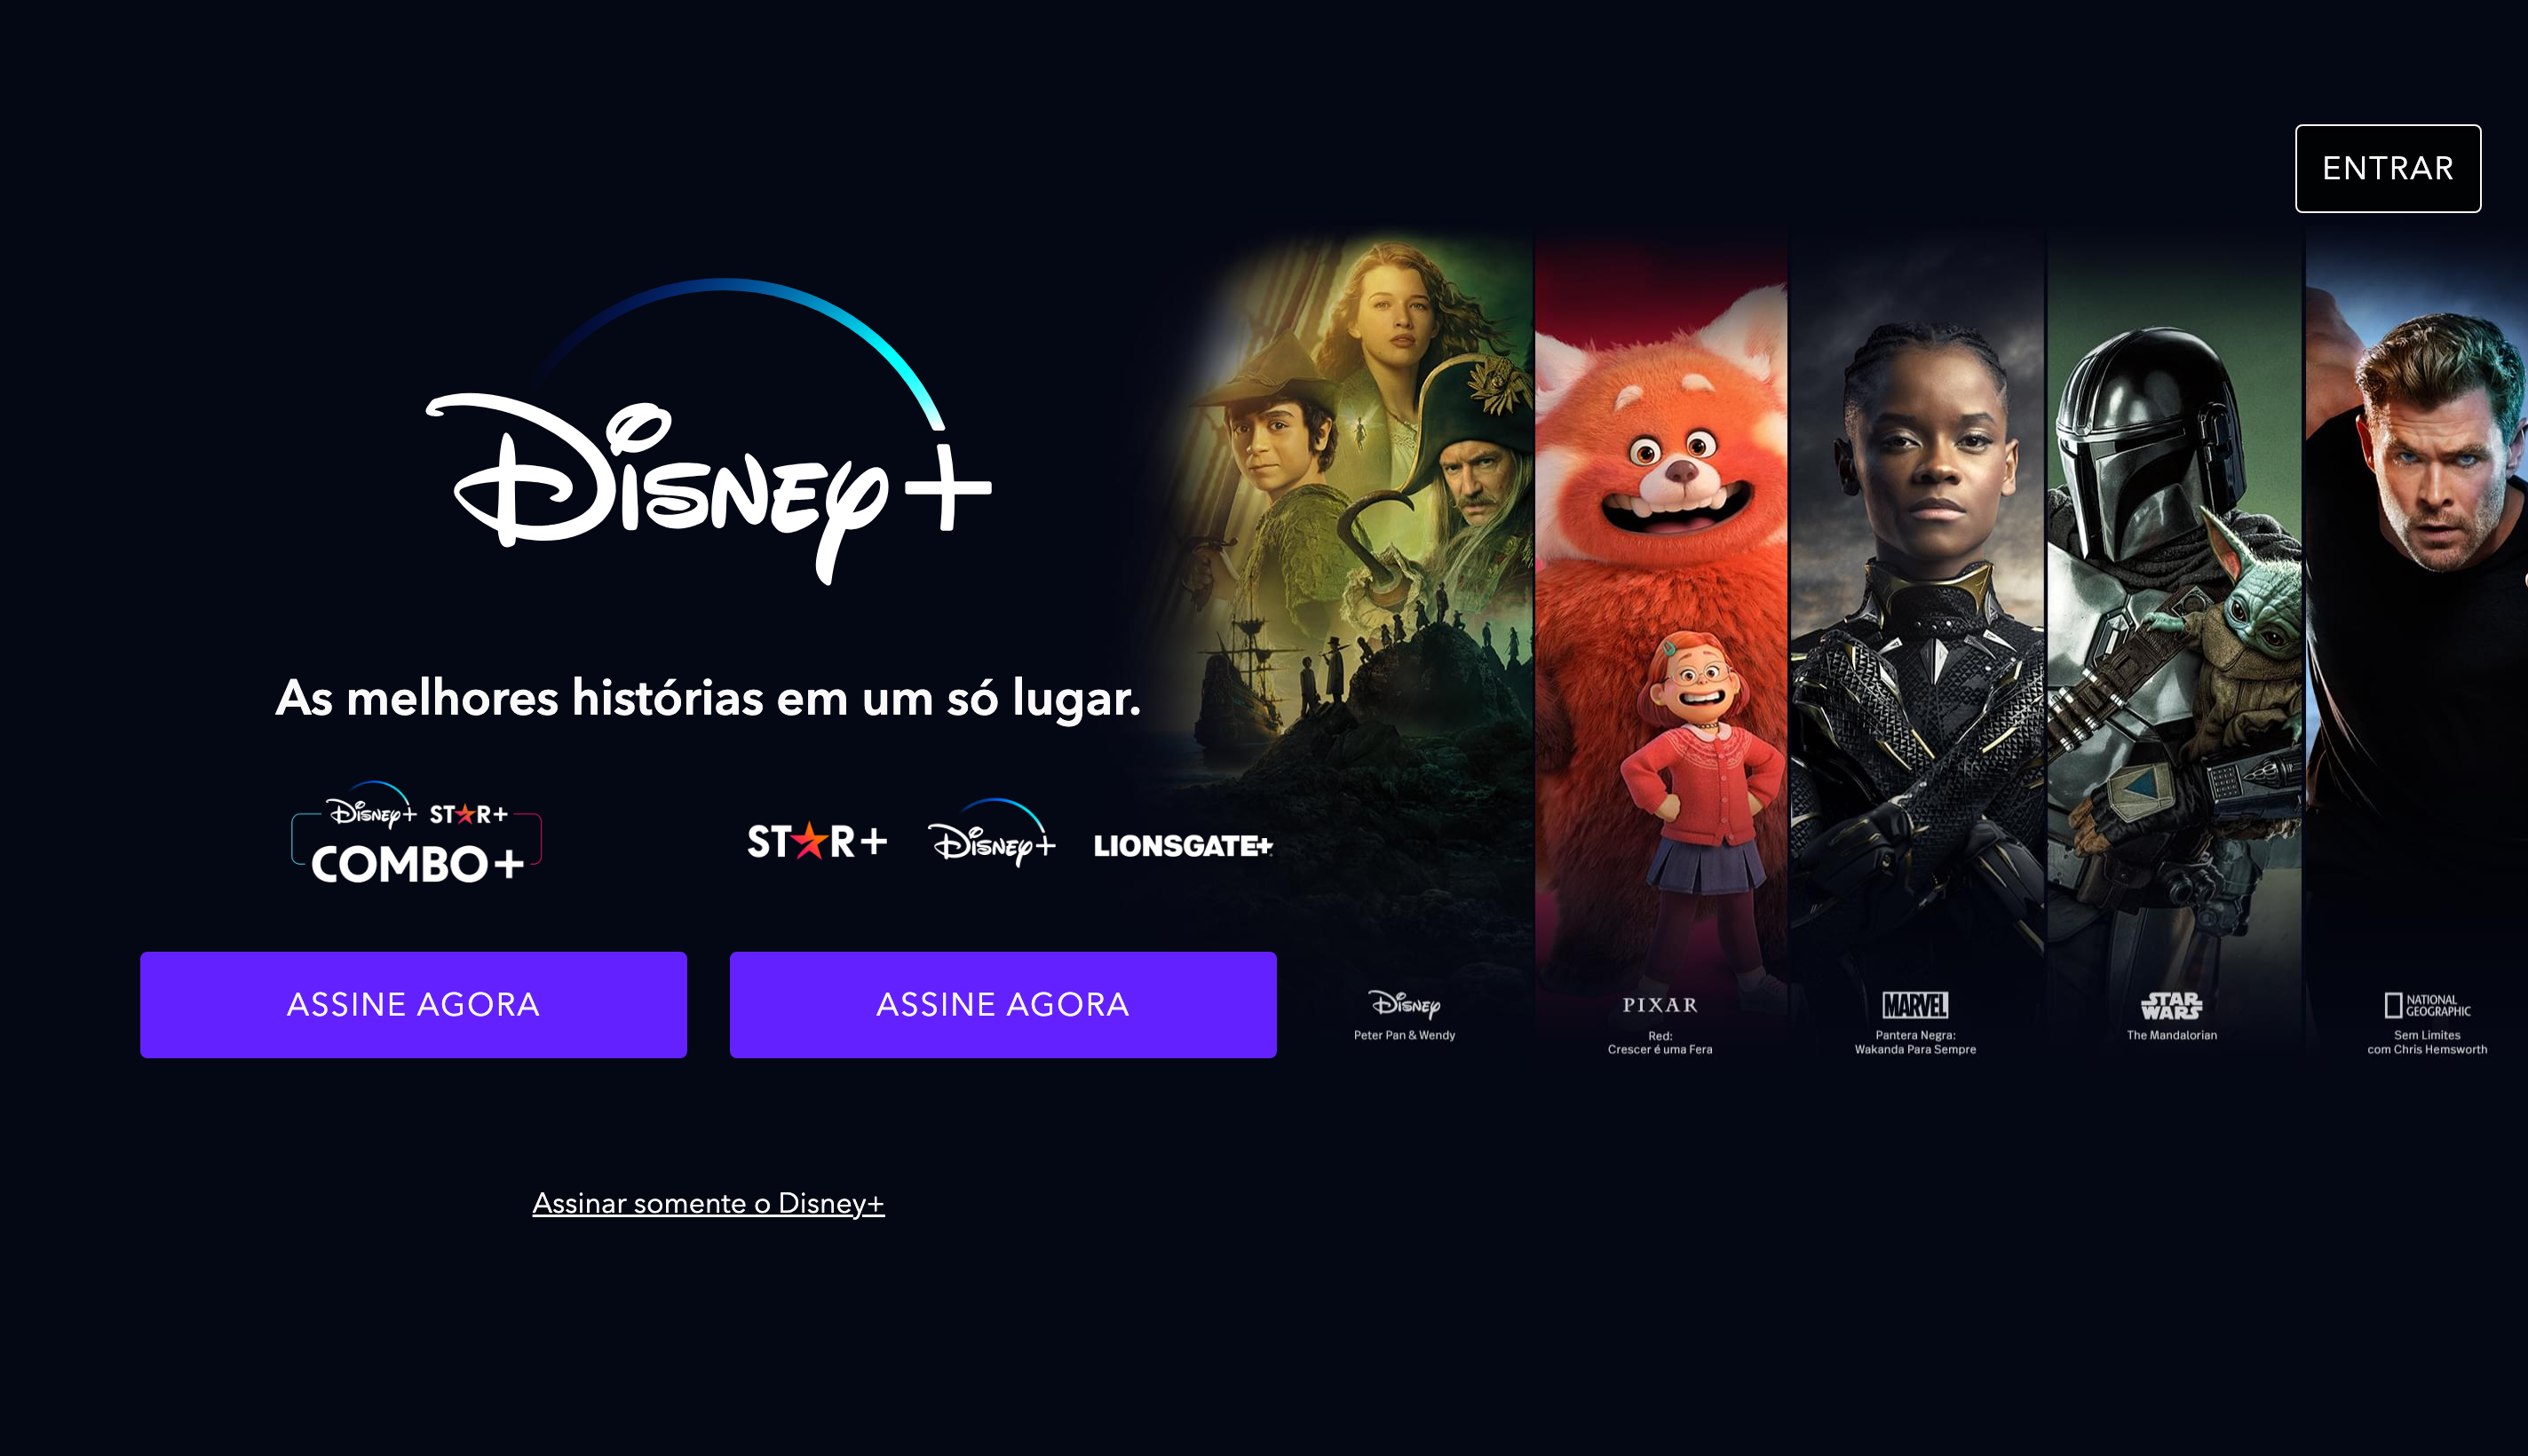 ENTRAR
Disney+
As melhores histórias em um só lugar.
Disney+ STAR+
COMBO+
STAR+ Disney+ LIONSGATE+
ASSINE AGORA
ASSINE AGORA
Assinar somente o Disney+
Disney
Peter Pan & Wendy
PIXAR
Red:
Crescer é uma Fera
MARVEL
Pantera Negra:
Wakanda Para Sempre
STAR
WARS
The Mandalorian
NATIONAL
GEOGRAPHIC
Sem Limites
com Chris Hemsworth